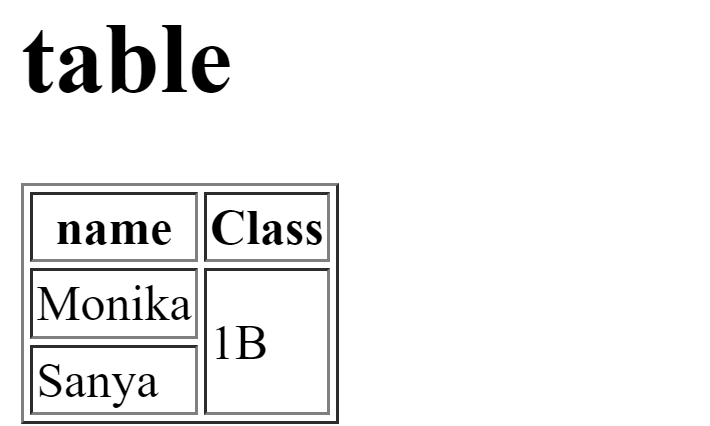 table
name Class
Monika
1B
Sanya